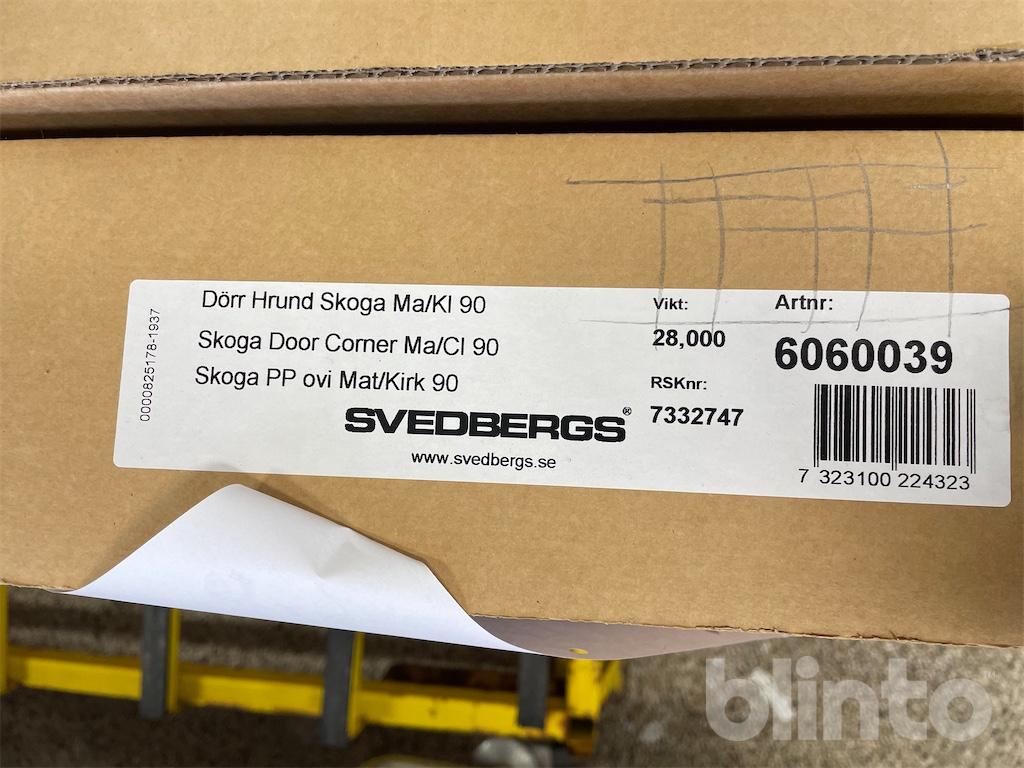 0000825178-1937
Dörr Hrund Skoga Ma/Kl 90
Skoga Door Corner Ma/Cl 90
Skoga PP ovi Mat/Kirk 90
SVEDBERGS®
www.svedbergs.se
Vikt:
28,000
RSKnr:
7332747
Artnr:
6060039
7 323100 224323
blinto™